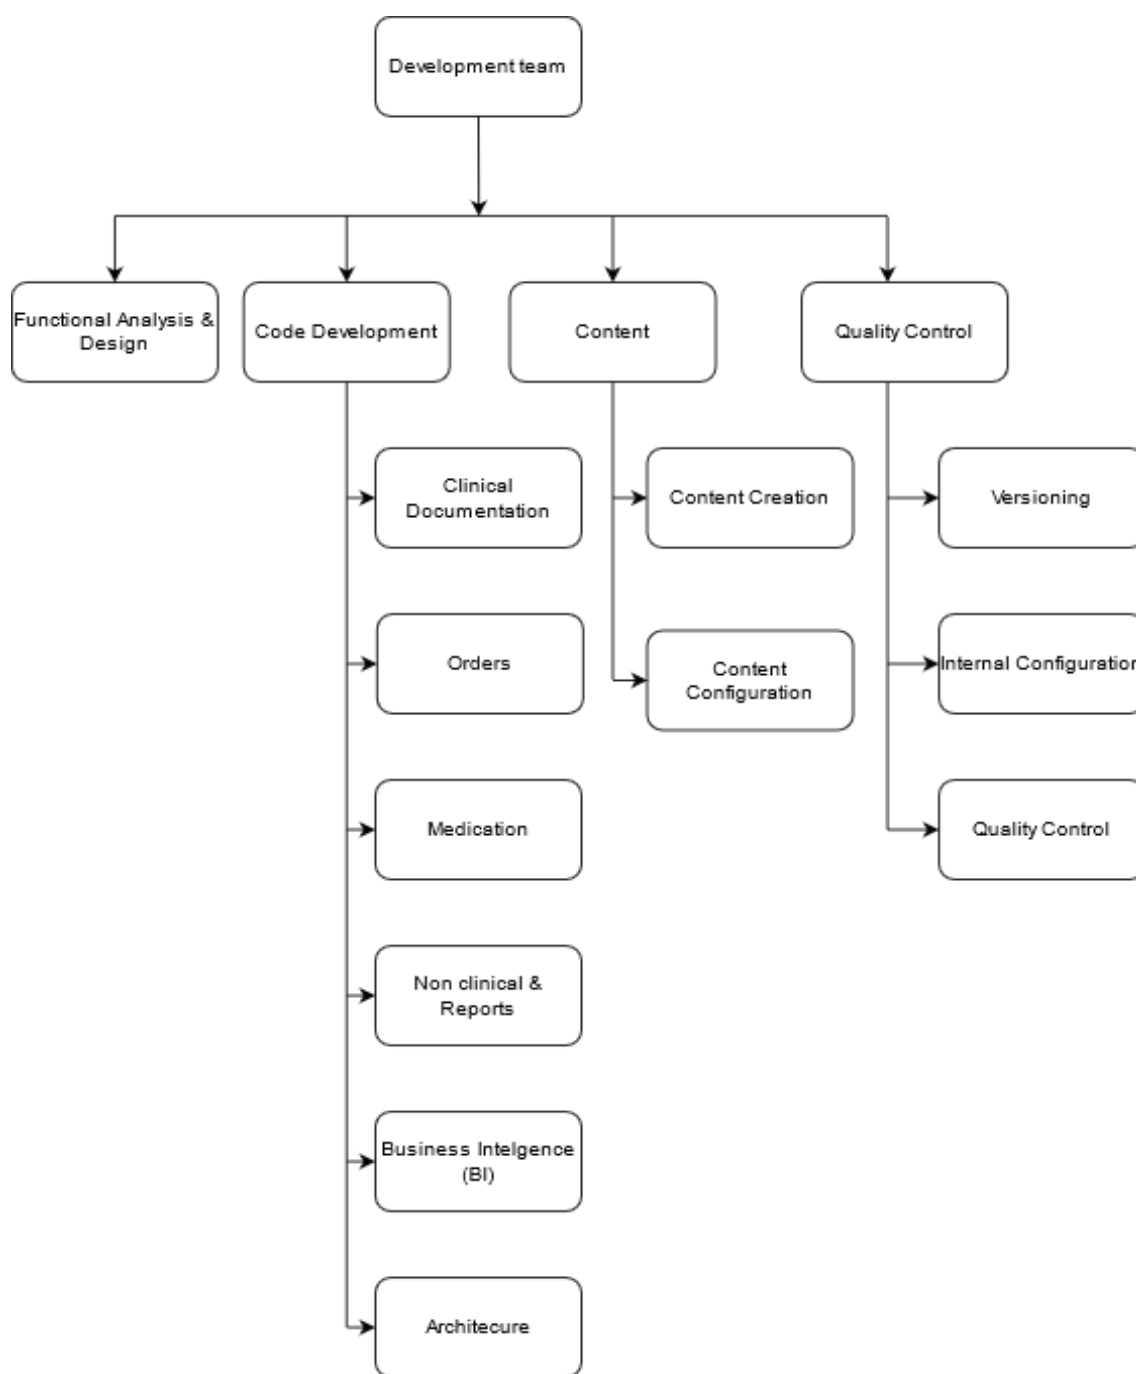 Development team
Functional Analysis &
Design
Code Development
Content
Quality Control
Clinical
Documentation
Content Creation
Versioning
Orders
Content
Configuration
Internal Configuration
Medication
Quality Control
Non clinical &
Reports
Business Intelgence
(BI)
Architecure